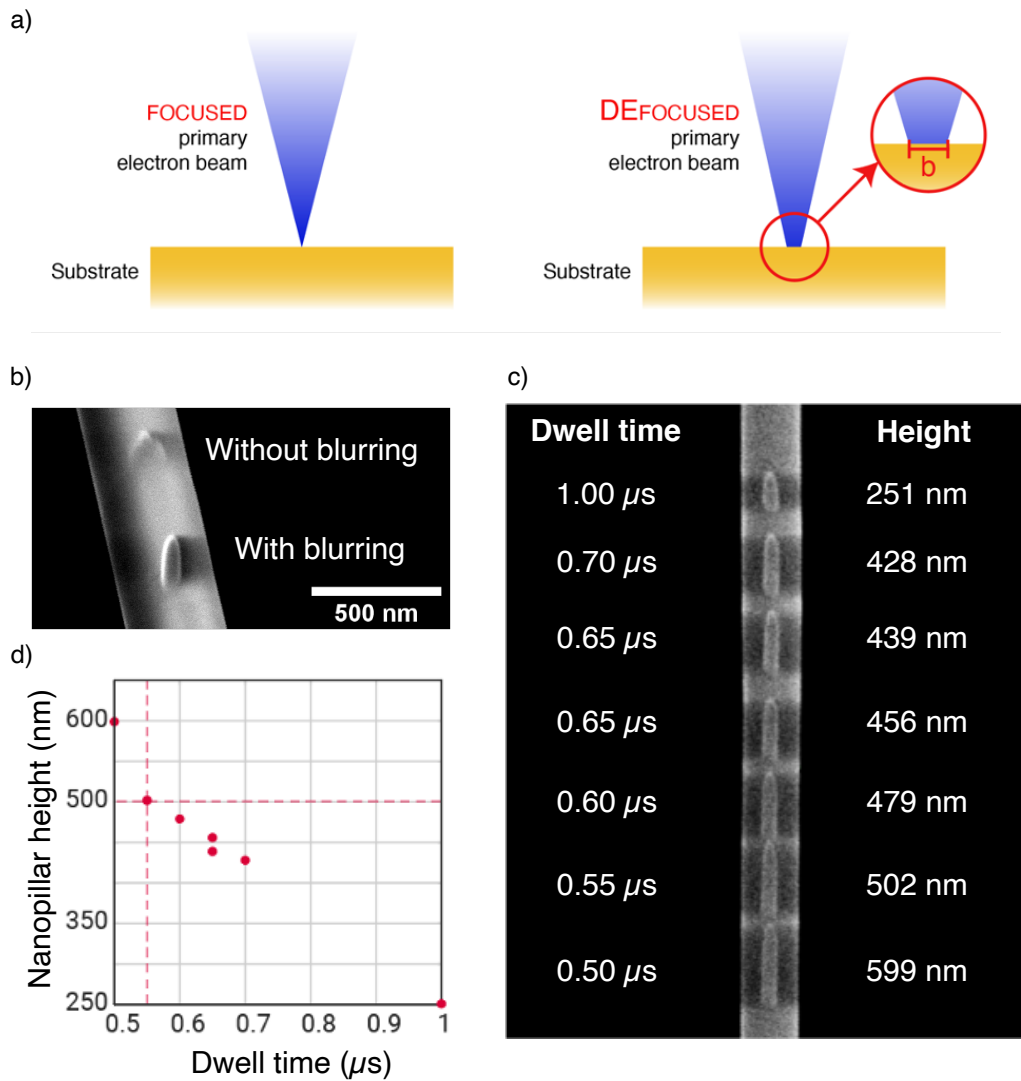 a)
FOCUSED
primary
electron beam
Substrate
DEFOCUSED
primary
electron beam
Substrate
b
b)
Without blurring
With blurring
500 nm
c)
Dwell time Height
1.00 µs 251 nm
0.70 µs 428 nm
0.65 µs 439 nm
0.65 µs 456 nm
0.60 µs 479 nm
0.55 µs 502 nm
0.50 µs 599 nm
d)
Nanopillar height (nm)
600
500
350
250
0.5 0.6 0.7 0.8 0.9 1
Dwell time (µs)